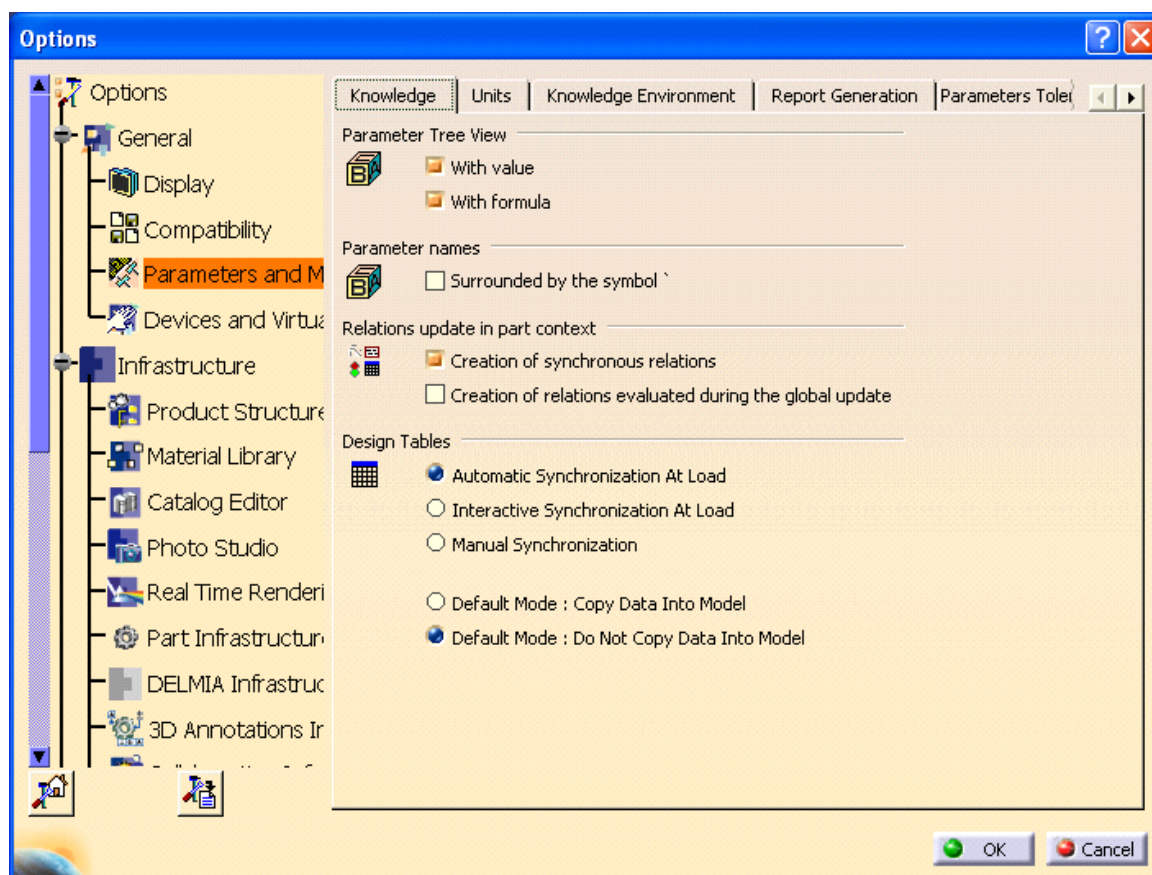 Options
Options
General
Display
Compatibility
Parameters and M
Devices and Virtua
Infrastructure
Product Structure
Material Library
Catalog Editor
Photo Studio
Real Time Renderi
Part Infrastructur
DELMIA Infrastruc
3D Annotations Ir
Knowledge
Units
Knowledge Environment
Report Generation
Parameters Toler
Parameter Tree View
With value
With formula
Parameter names
Surrounded by the symbol `
Relations update in part context
Creation of synchronous relations
Creation of relations evaluated during the global update
Design Tables
Automatic Synchronization At Load
Interactive Synchronization At Load
Manual Synchronization
Default Mode : Copy Data Into Model
Default Mode : Do Not Copy Data Into Model
OK
Cancel